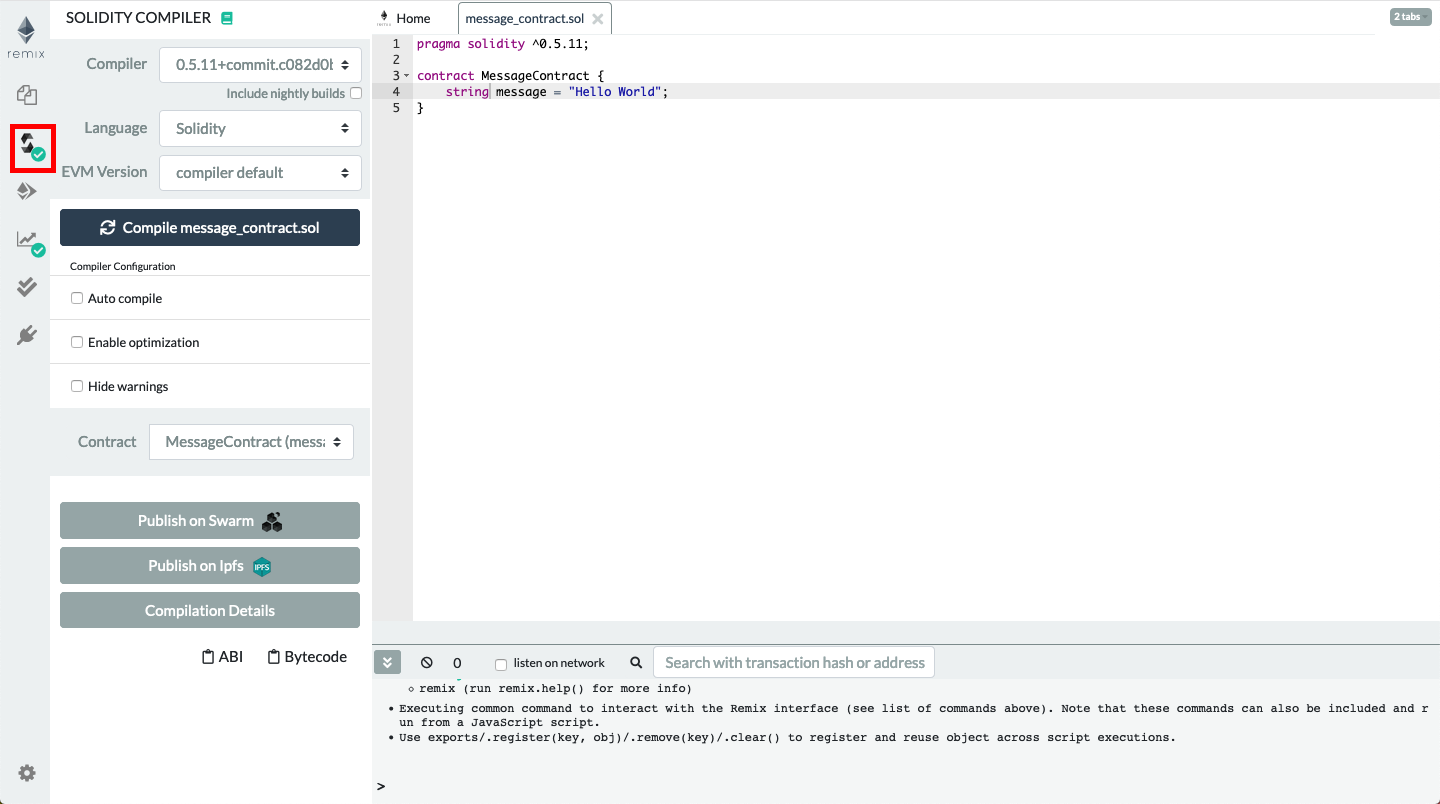 remix
SOLIDITY COMPILER
Compiler
0.5.11+commit.c082d0b
Include nightly builds
Language
Solidity
EVM Version
compiler default
Compile message_contract.sol
Compiler Configuration
Auto compile
Enable optimization
Hide warnings
Contract
MessageContract (messa
Publish on Swarm
Publish on Ipfs
IPFS
Compilation Details
ABI
Bytecode
Home
message_contract.sol
2 tabs
1 pragma solidity ^0.5.11;
2
3 contract MessageContract {
4 string message = "Hello World";
5 }
0
listen on network
Search with transaction hash or address
remix (run remix.help() for more info)
Executing common command to interact with the Remix interface (see list of commands above). Note that these commands can also be included and r
un from a JavaScript script.
Use exports/.register(key, obj)/.remove(key)/.clear() to register and reuse object across script executions.
>